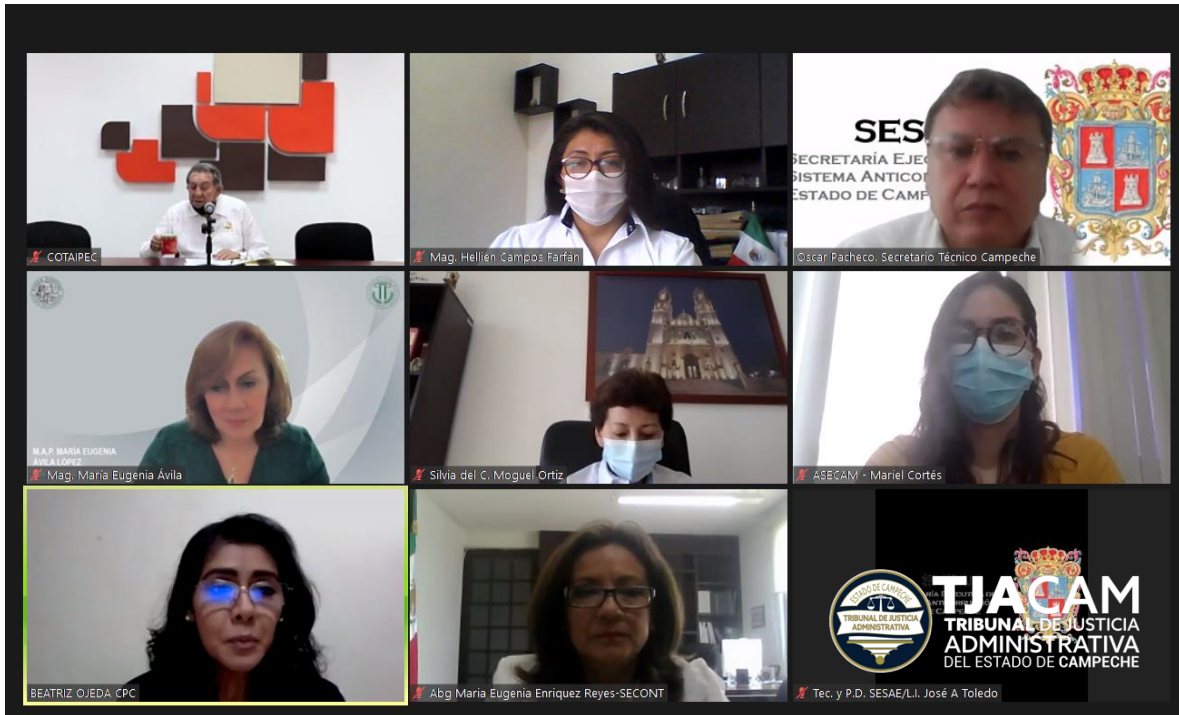 COTAIPEC
Mag. Hellien Campos Farfán
SES
SECRETARÍA EJE
SISTEMA ANTICO
ESTADO DE CAMP
Oscar Pacheco. Secretario Técnico Campeche
M.A.P. MARÍA EUGENIA
ÁVILA LÓPEZ
Mag. María Eugenia Ávila
Silvia del C. Moguel Ortiz
ASECAM - Mariel Cortés
BEATRIZ OJEDA CPC
Abg Maria Eugenia Enriquez Reyes-SECONT
ESTADO DE CAMPECHE
TRIBUNAL DE JUSTICIA
ADMINISTRATIVA
TJACAM
TRIBUNAL DE JUSTICIA
ADMINISTRATIVA
DEL ESTADO DE CAMPECHE
Tec. y P.D. SESAE/L.I. José A Toledo